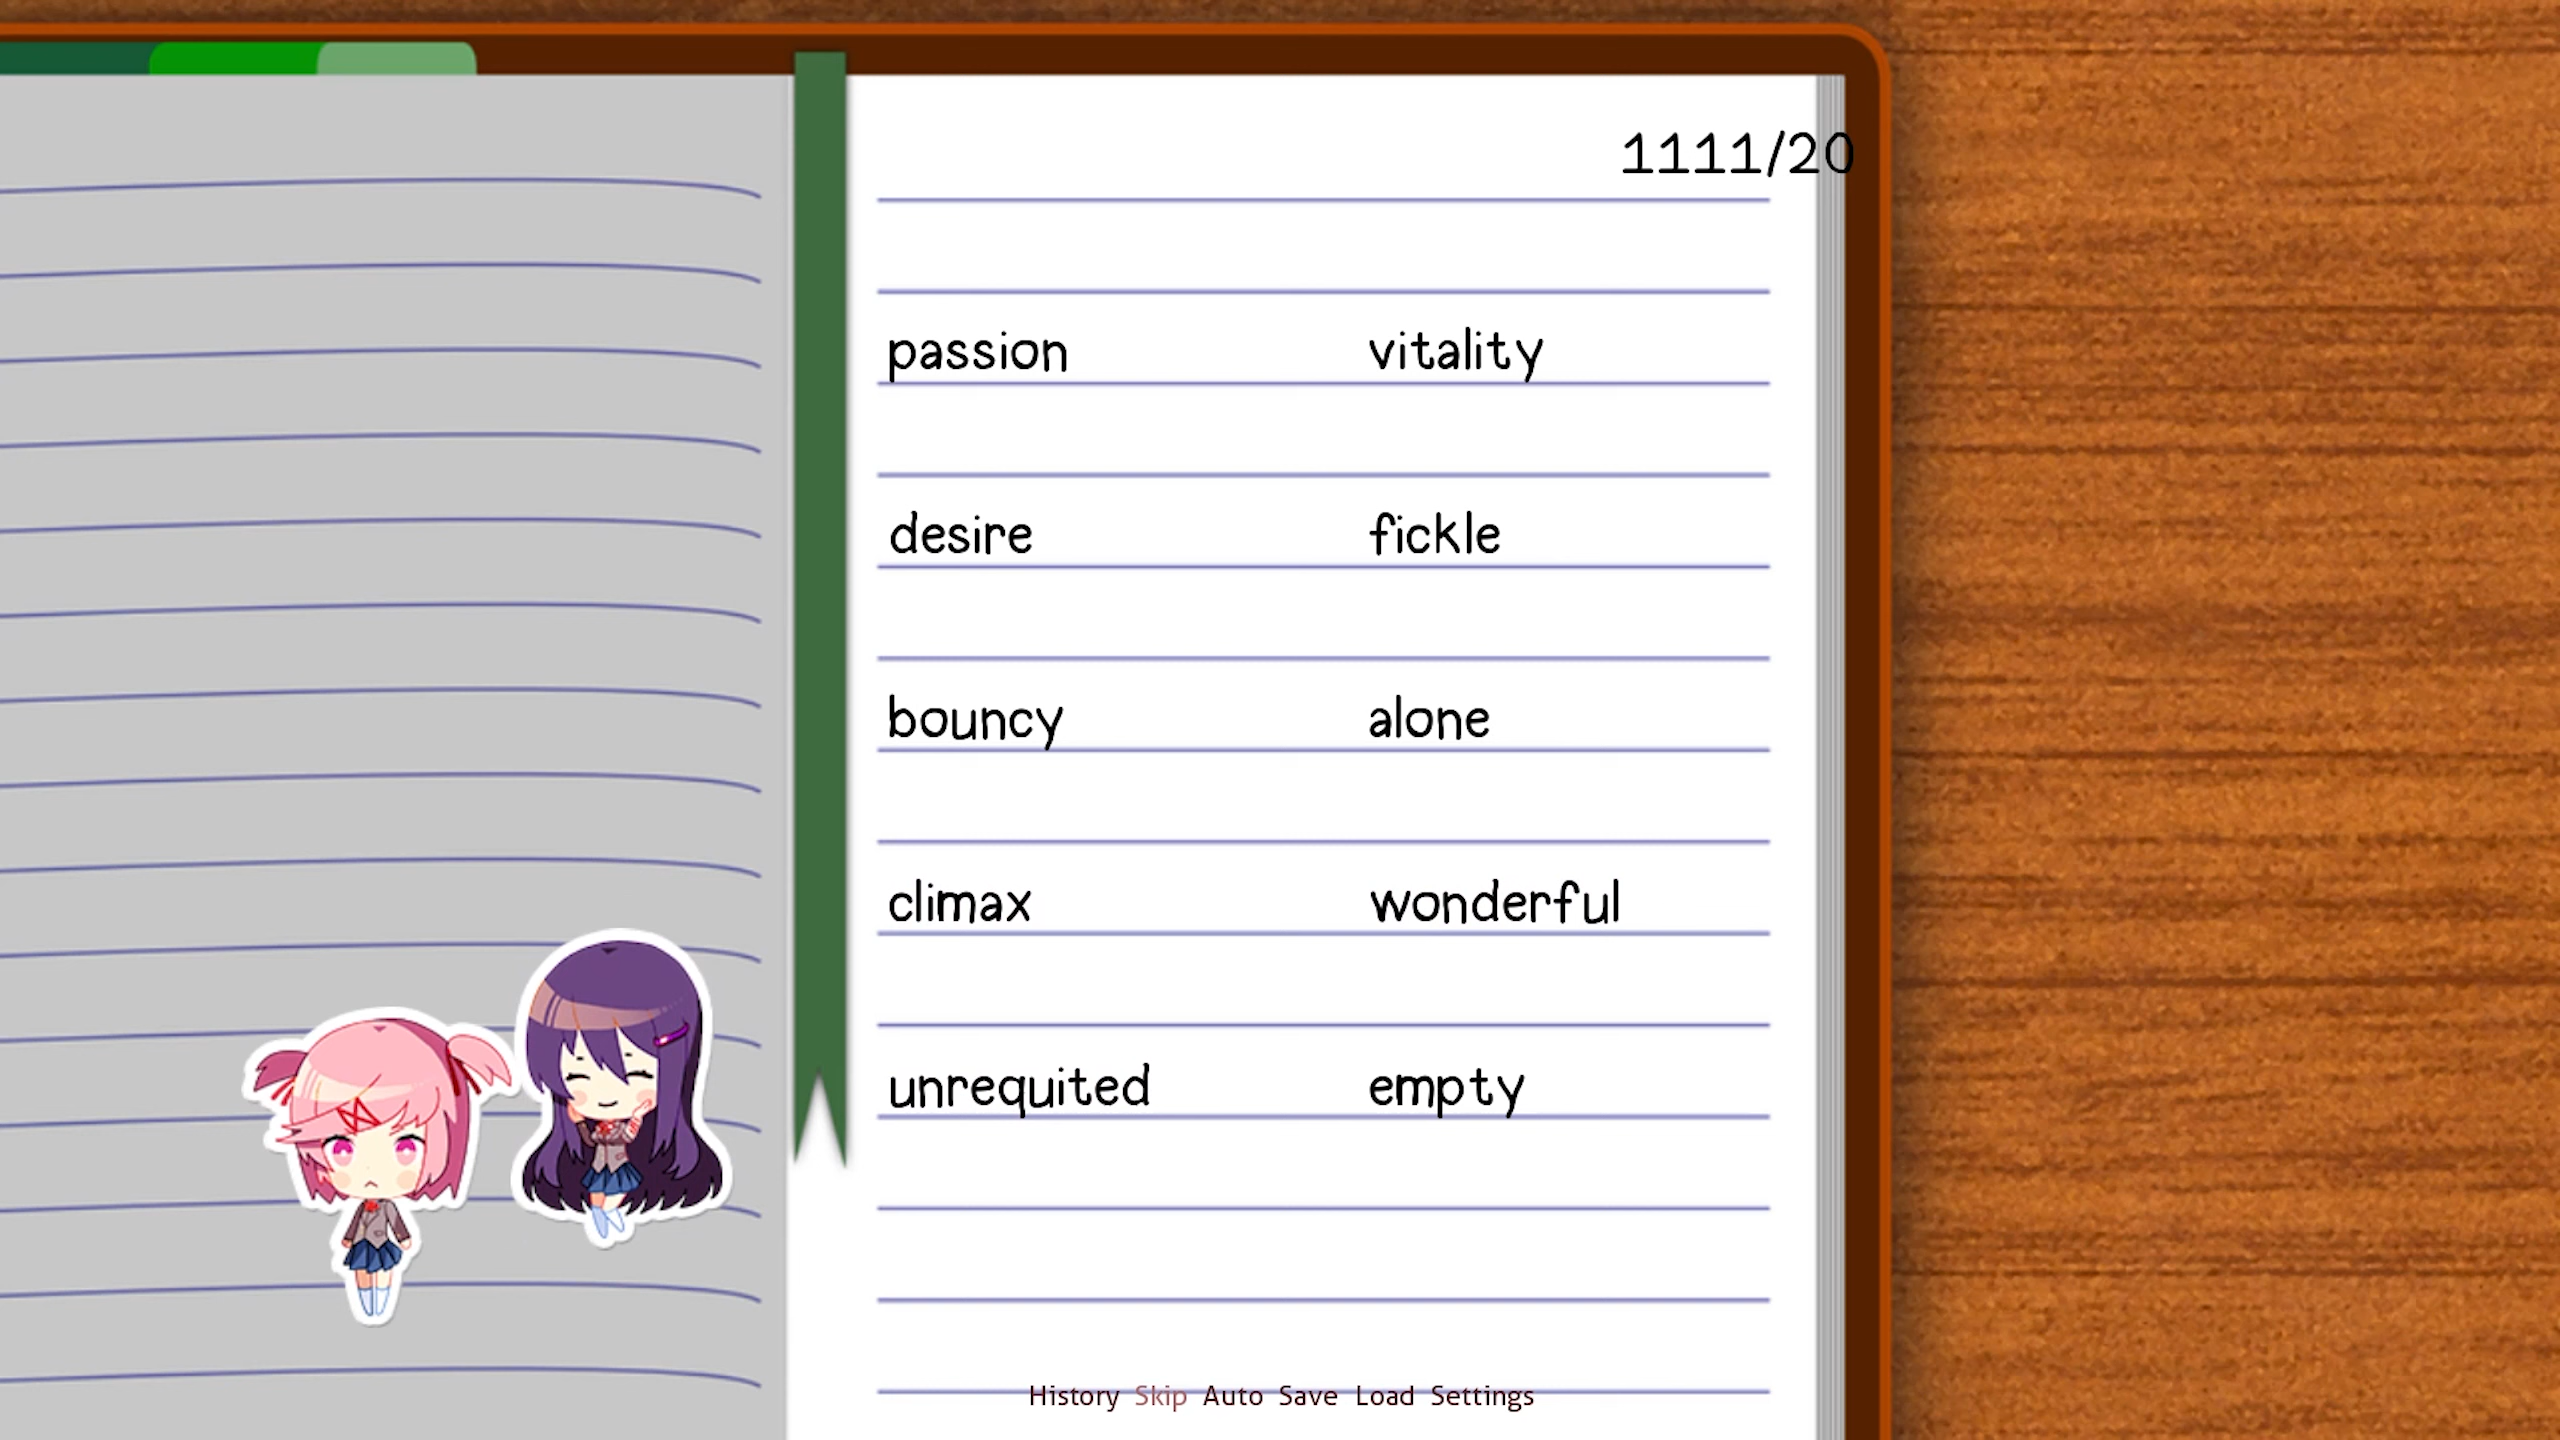 1111/20
passion vitality
desire fickle
bouncy alone
climax wonderful
unrequited empty
History Skip Auto Save Load Settings